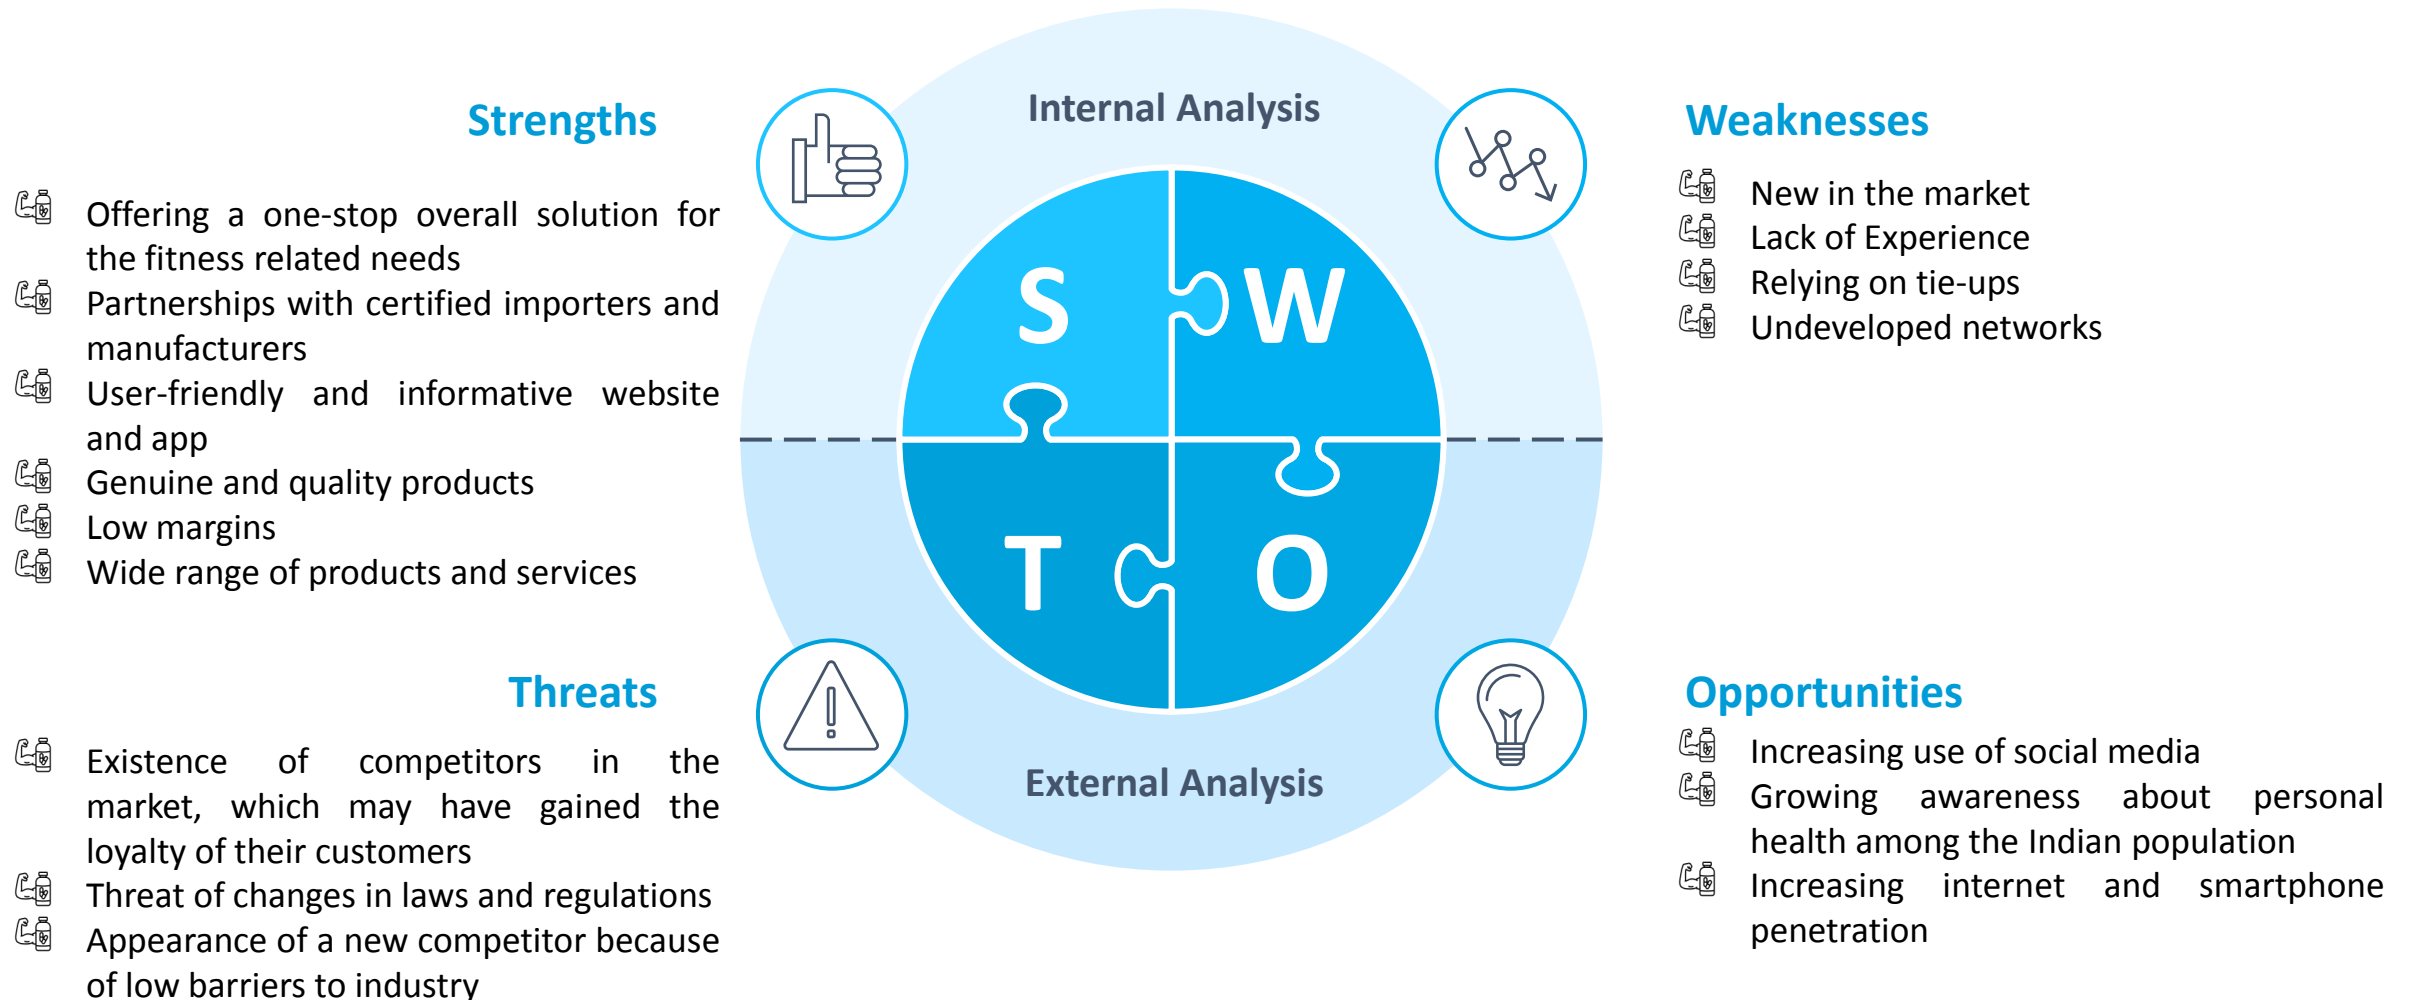 Internal Analysis
Strengths
Offering a one-stop overall solution for
the fitness related needs
Partnerships with certified importers and
manufacturers
User-friendly and informative website
and app
Genuine and quality products
Low margins
Wide range of products and services
Weaknesses
New in the market
Lack of Experience
Relying on tie-ups
Undeveloped networks
S W
T O
Threats
Existence of competitors in the
market, which may have gained the
loyalty of their customers
Threat of changes in laws and regulations
Appearance of a new competitor because
of low barriers to industry
External Analysis
Opportunities
Increasing use of social media
Growing awareness about personal
health among the Indian population
Increasing internet and smartphone
penetration